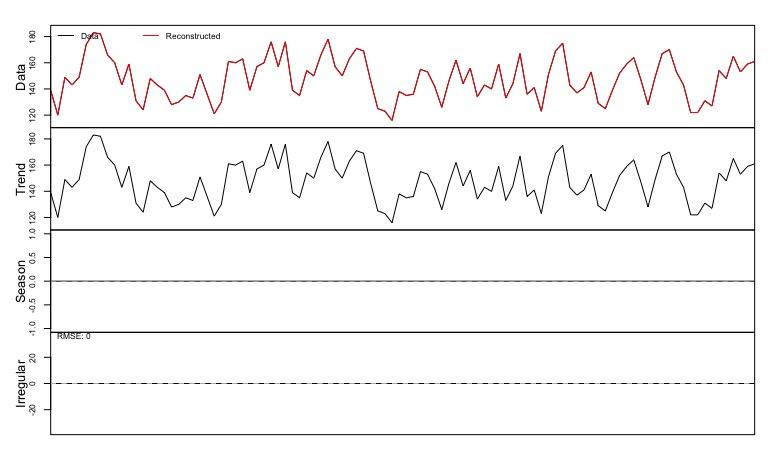 Data
Reconstructed
Data
180
160
140
120
Trend
180
160
140
120
Season
1.0
0.5
0.0
-0.5
-1.0
RMSE: 0
Irregular
20
0
-20